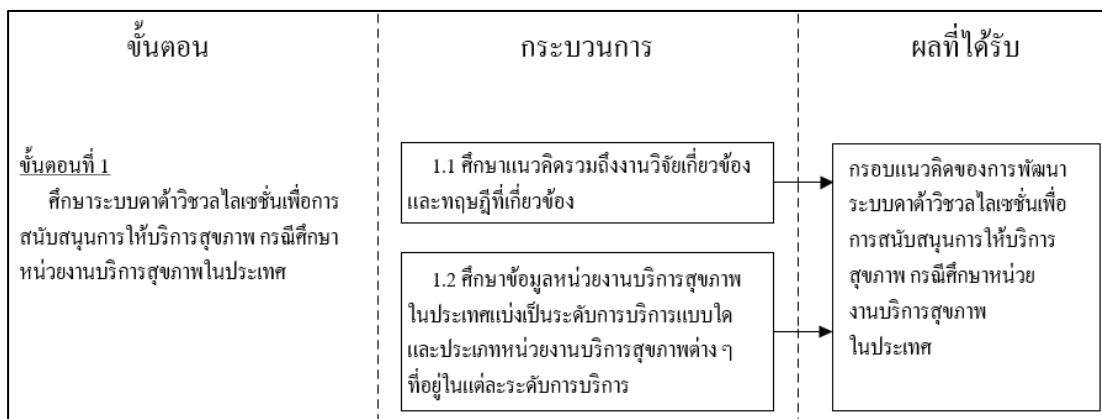 ขั้นตอน
กระบวนการ
ผลที่ได้รับ
ขั้นตอนที่ 1
ศึกษาระบบดาต้าวิชวลไลเซชั่นเพื่อการ
สนับสนุนการให้บริการสุขภาพ กรณีศึกษา
หน่วยงานบริการสุขภาพในประเทศ
1.1 ศึกษาแนวคิดรวมถึงงานวิจัยเกี่ยวข้อง
และทฤษฎีที่เกี่ยวข้อง
1.2 ศึกษาข้อมูลหน่วยงานบริการสุขภาพ
ในประเทศแบ่งเป็นระดับการบริการแบบใด
และประเภทหน่วยงานบริการสุขภาพต่าง ๆ
ที่อยู่ในแต่ละระดับการบริการ
กรอบแนวคิดของการพัฒนา
ระบบดาต้าวิชวลไลเซชั่นเพื่อ
การสนับสนุนการให้บริการ
สุขภาพ กรณีศึกษาหน่วย
งานบริการสุขภาพ
ในประเทศ